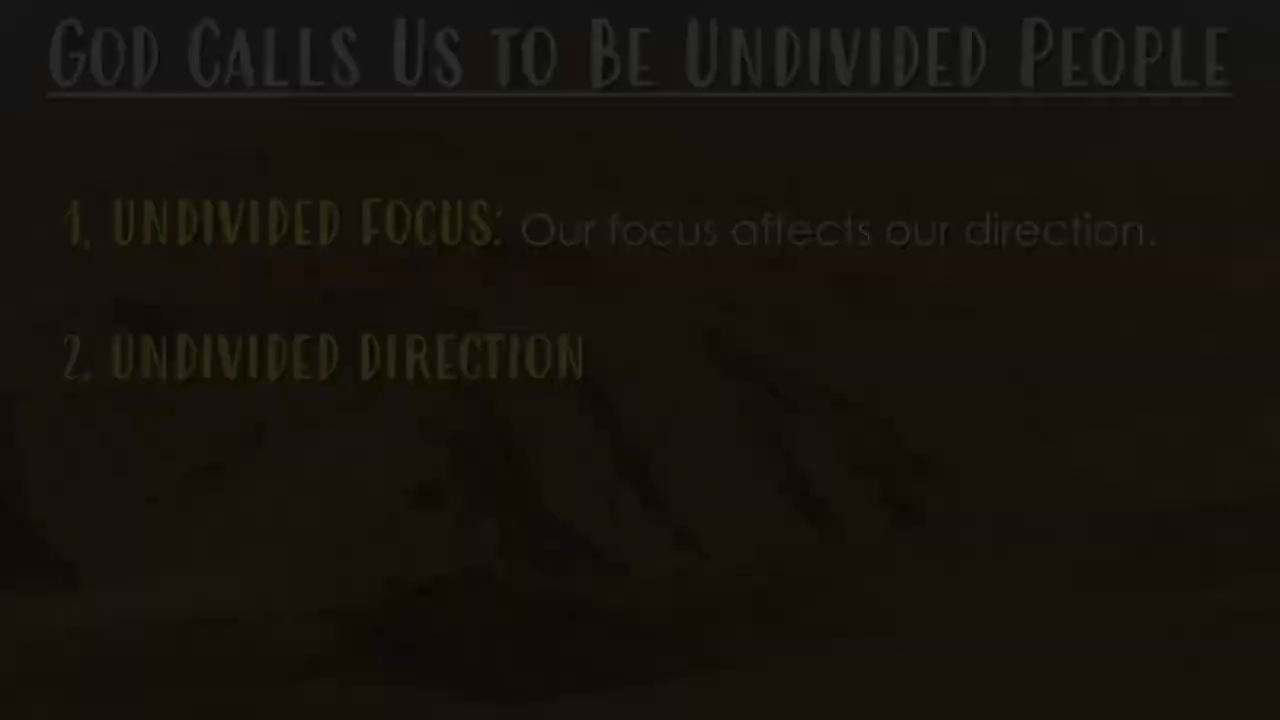 God Calls Us to Be Undivided People
1. Undivided Focus: Our focus affects our direction.
2. Undivided Direction